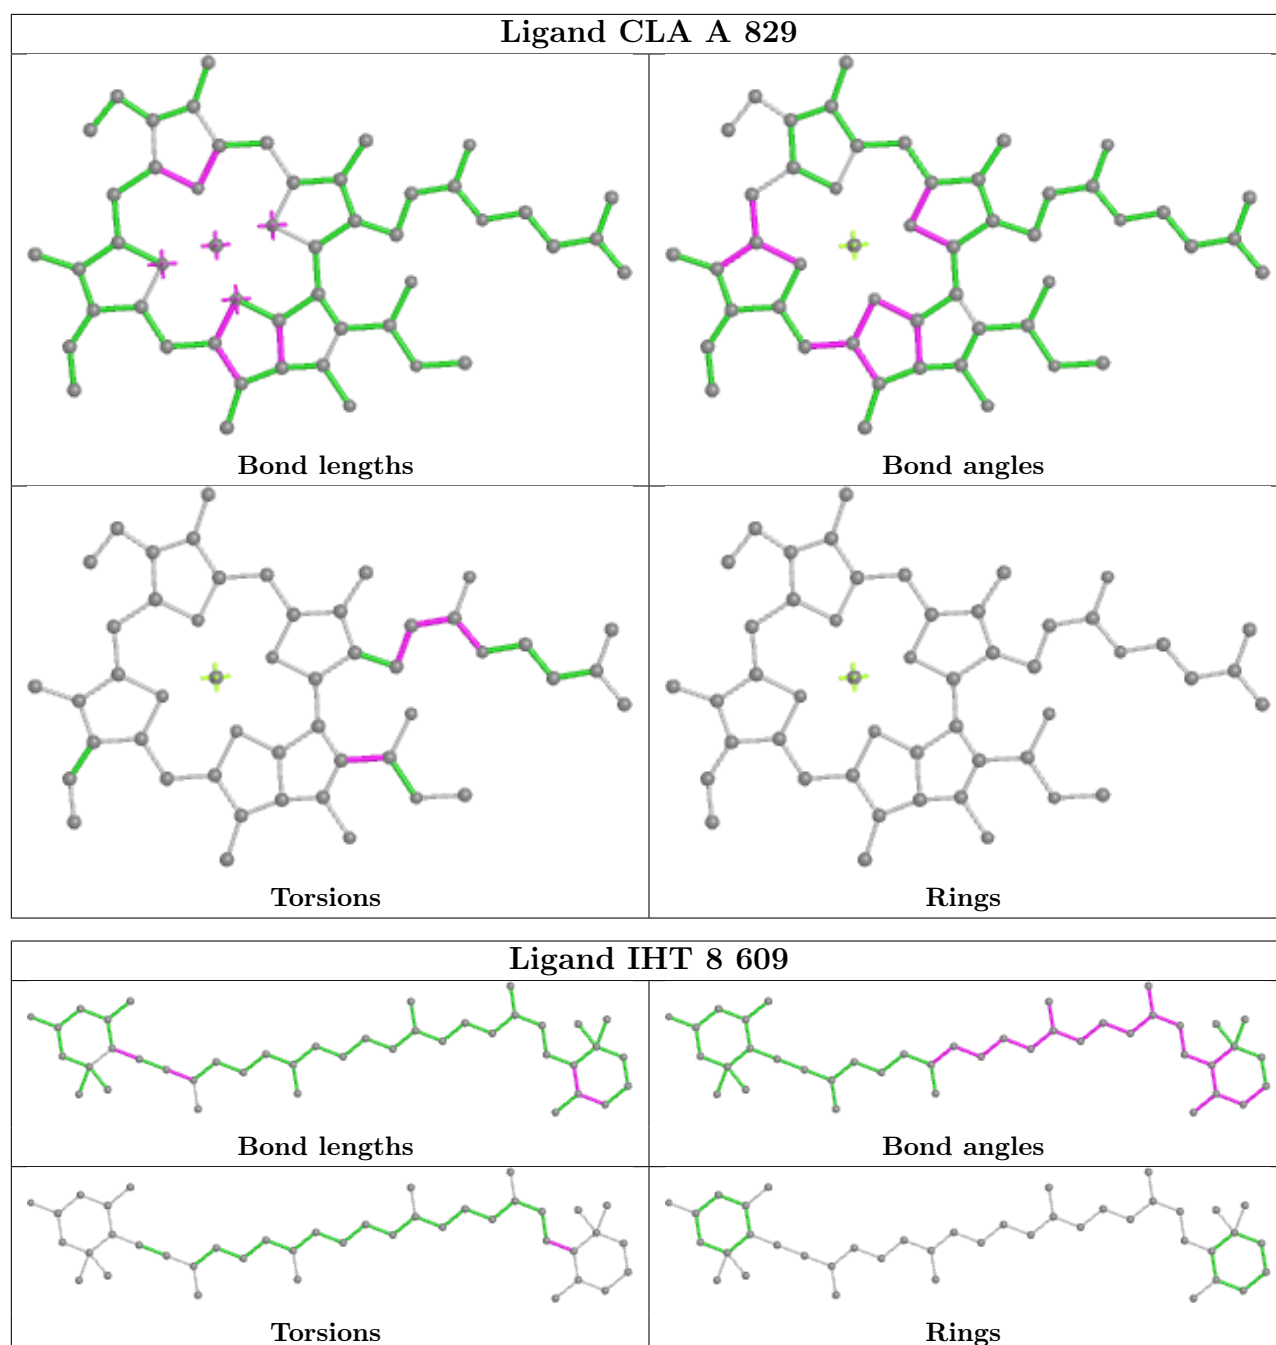 Ligand CLA A 829
Bond lengths
Bond angles
Torsions
Rings
Ligand IHT 8 609
Bond lengths
Bond angles
Torsions
Rings